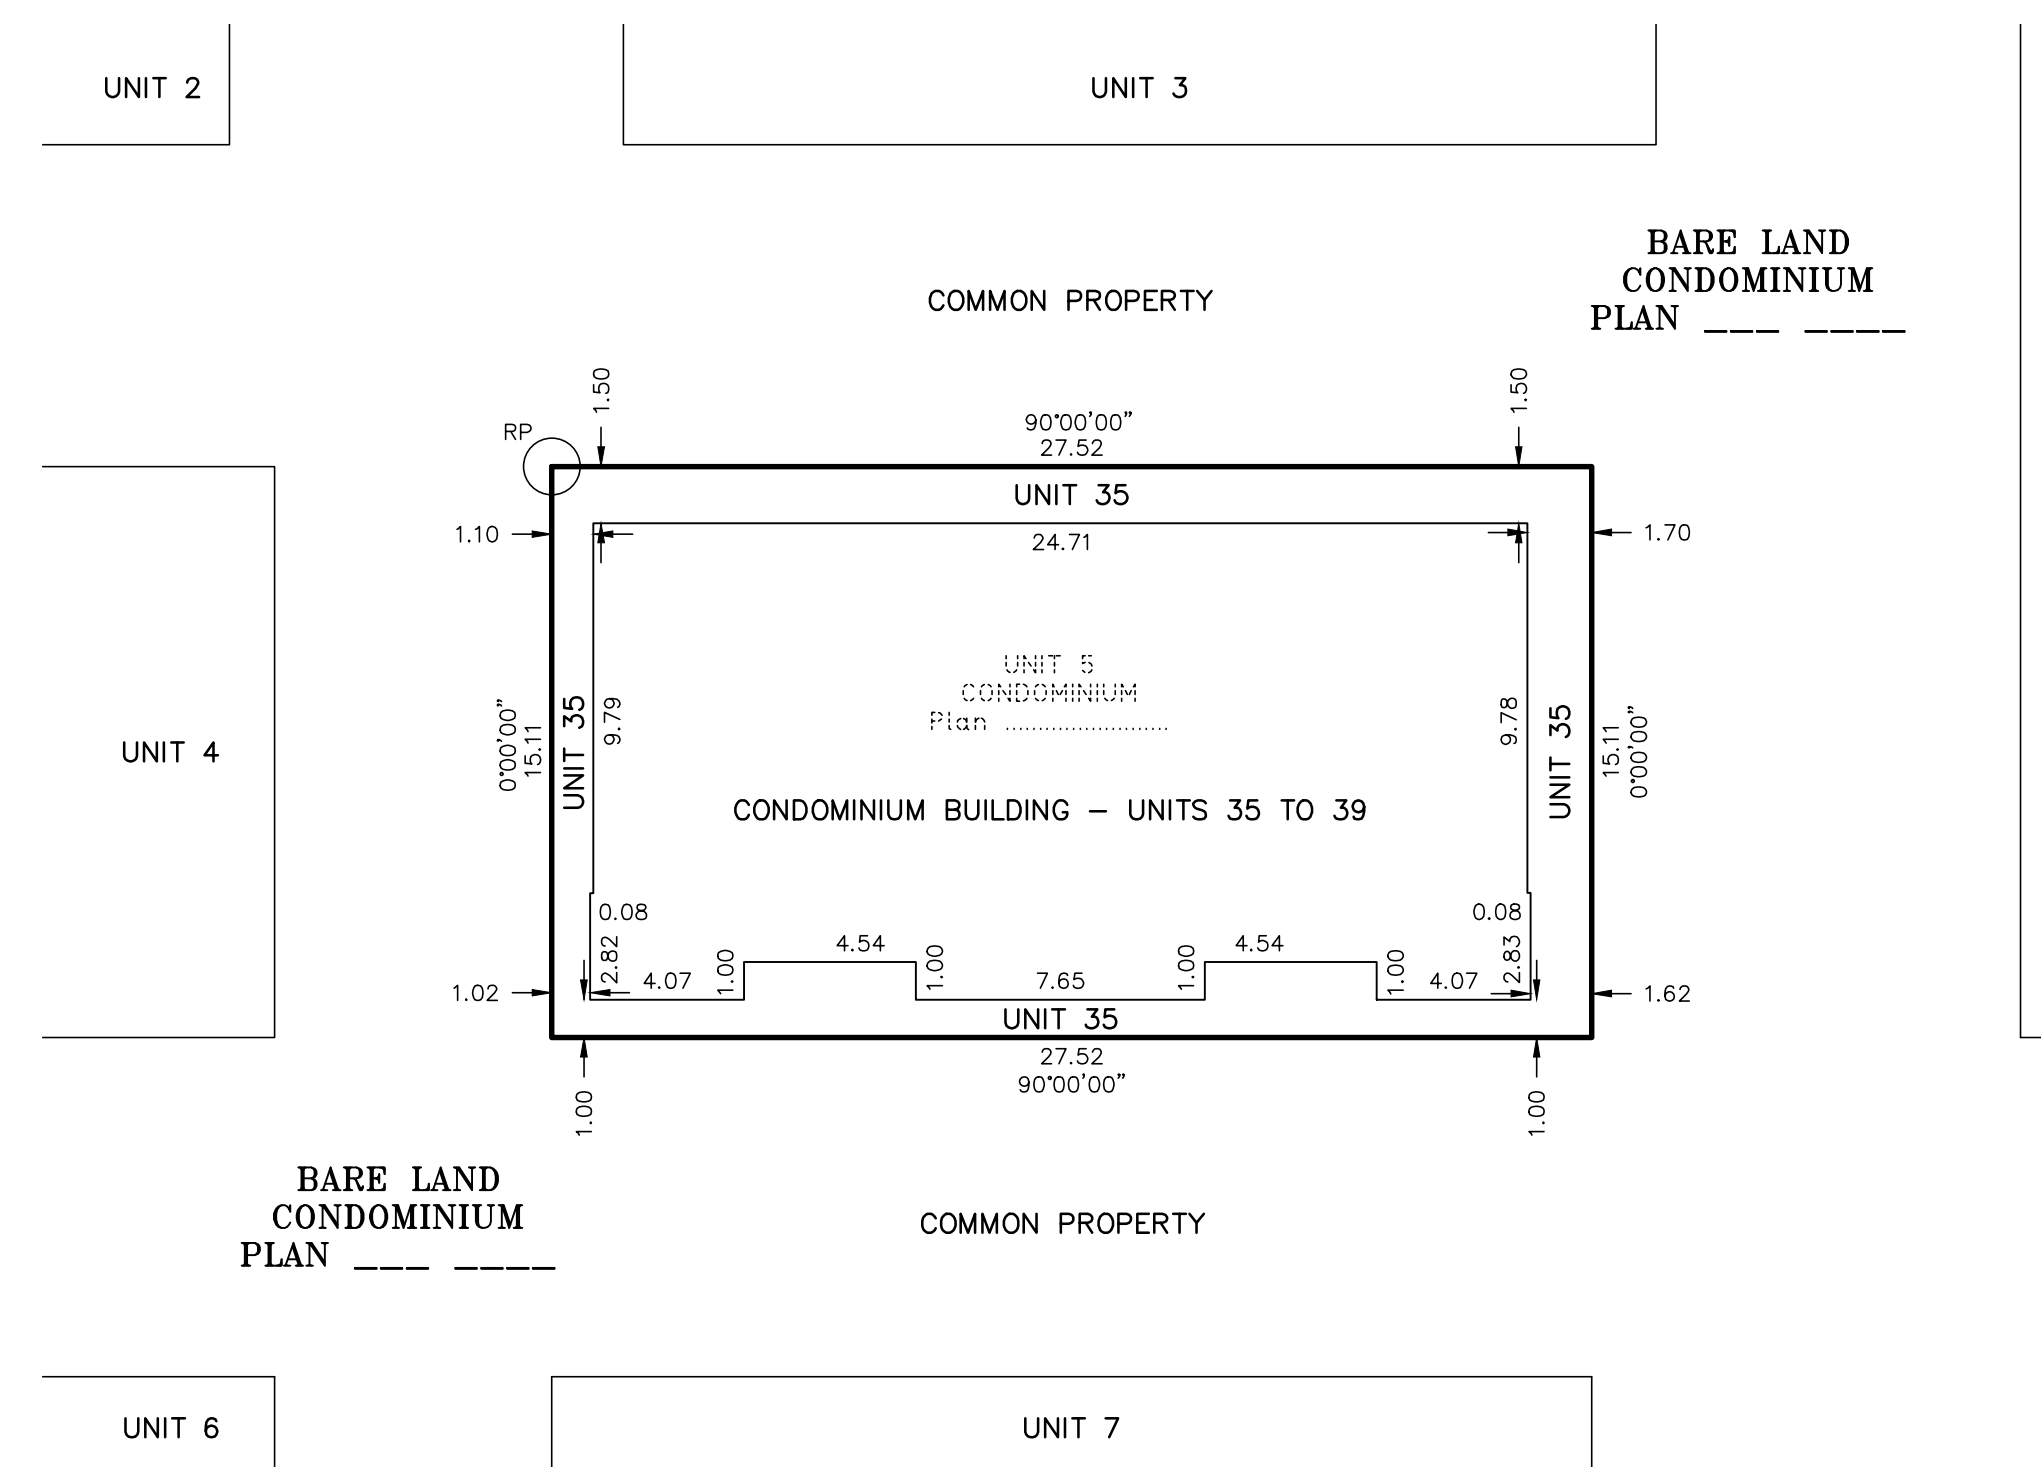 UNIT 2
UNIT 3
BARE LAND
CONDOMINIUM
PLAN ___ ____
COMMON PROPERTY
1.50
1.50
90°00'00"
27.52
RP
UNIT 35
1.10
1.70
24.71
UNIT 5
CONDOMINIUM
Plan ........................
0°00'00"
15.11
UNIT 35
9.79
9.78
UNIT 35
15.11
0°00'00"
UNIT 4
CONDOMINIUM BUILDING - UNITS 35 TO 39
0.08
0.08
2.82
4.07
1.00
4.54
1.00
7.65
1.00
4.54
1.00
4.07
2.83
1.02
1.62
UNIT 35
27.52
90°00'00"
1.00
1.00
BARE LAND
CONDOMINIUM
PLAN ___ ____
COMMON PROPERTY
UNIT 6
UNIT 7